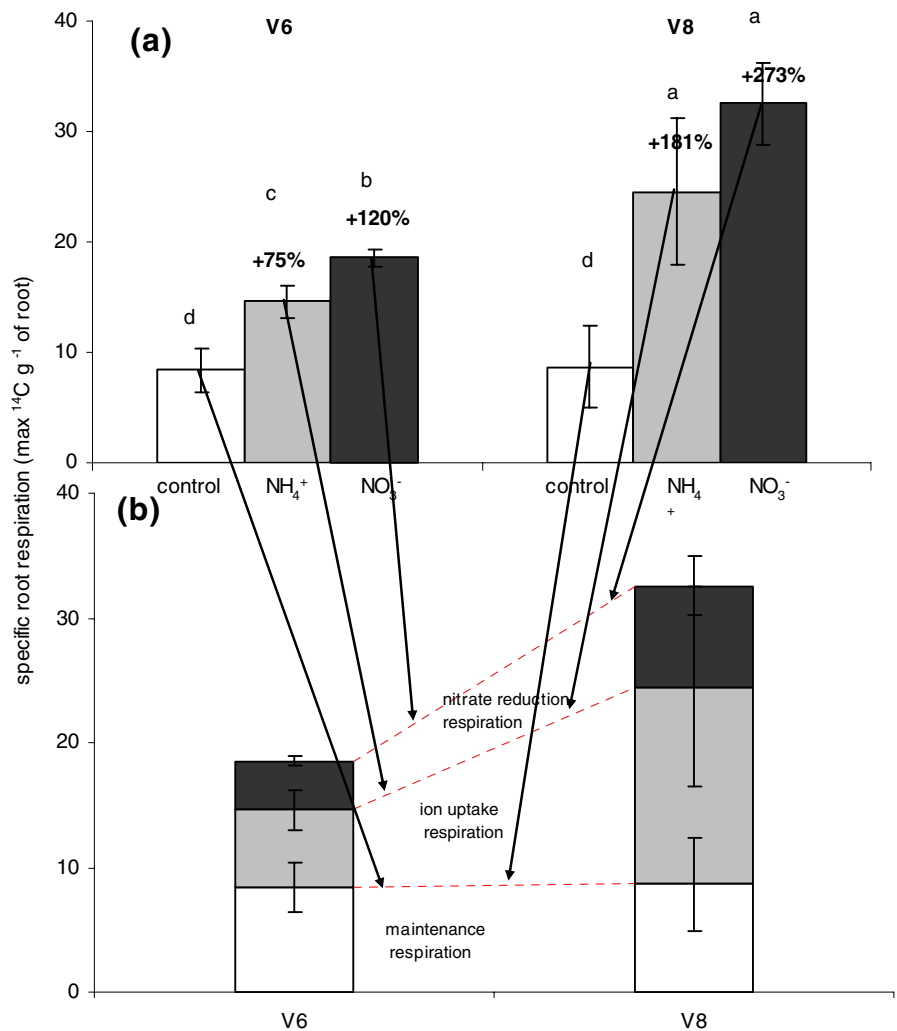 40
(a)
V6
V8
a
+273%
a
30
+181%
c
b
+120%
20
+75%
d
d
10
0
control
NH₄⁺
NO₃⁻
control
NH₄
+
NO₃⁻
specific root respiration (max ¹⁴C g⁻¹ of root)
40
(b)
30
nitrate reduction
respiration
20
ion uptake
respiration
10
maintenance
respiration
0
V6
V8